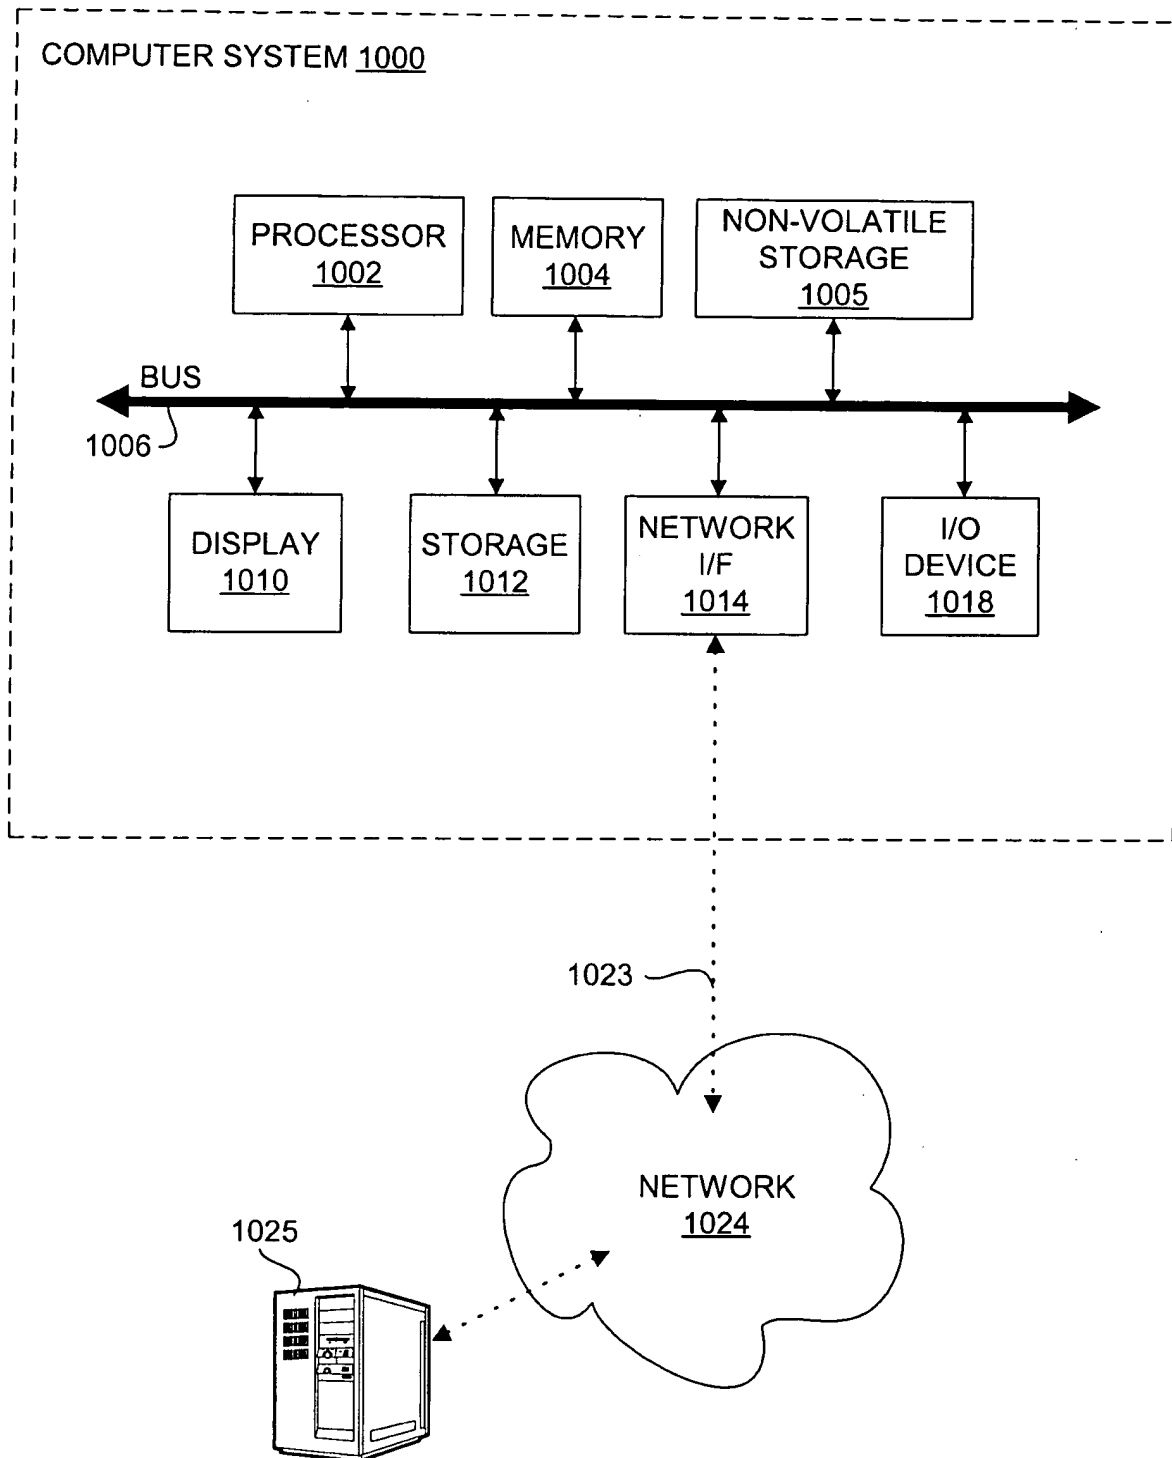 COMPUTER SYSTEM 1000
PROCESSOR
1002
MEMORY
1004
NON-VOLATILE
STORAGE
1005
BUS
1006
DISPLAY
1010
STORAGE
1012
NETWORK
I/F
1014
I/O
DEVICE
1018
1023
NETWORK
1024
1025